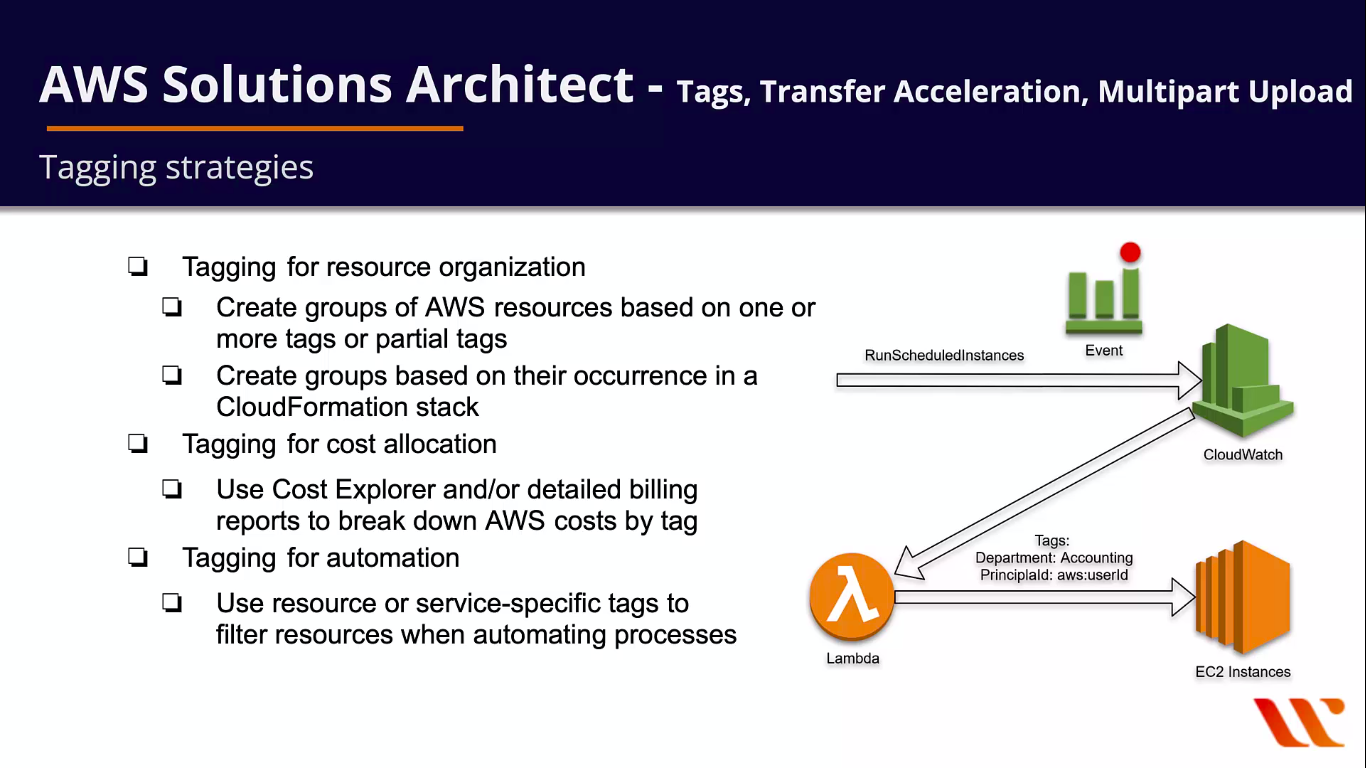 AWS Solutions Architect - Tags, Transfer Acceleration, Multipart Upload
Tagging strategies
Tagging for resource organization
Create groups of AWS resources based on one or
more tags or partial tags
Create groups based on their occurrence in a
CloudFormation stack
Tagging for cost allocation
Use Cost Explorer and/or detailed billing
reports to break down AWS costs by tag
Tagging for automation
Use resource or service-specific tags to
filter resources when automating processes
RunScheduledInstances
Event
CloudWatch
Tags:
Department: Accounting
PrinciplaId: aws:userId
Lambda
EC2 Instances